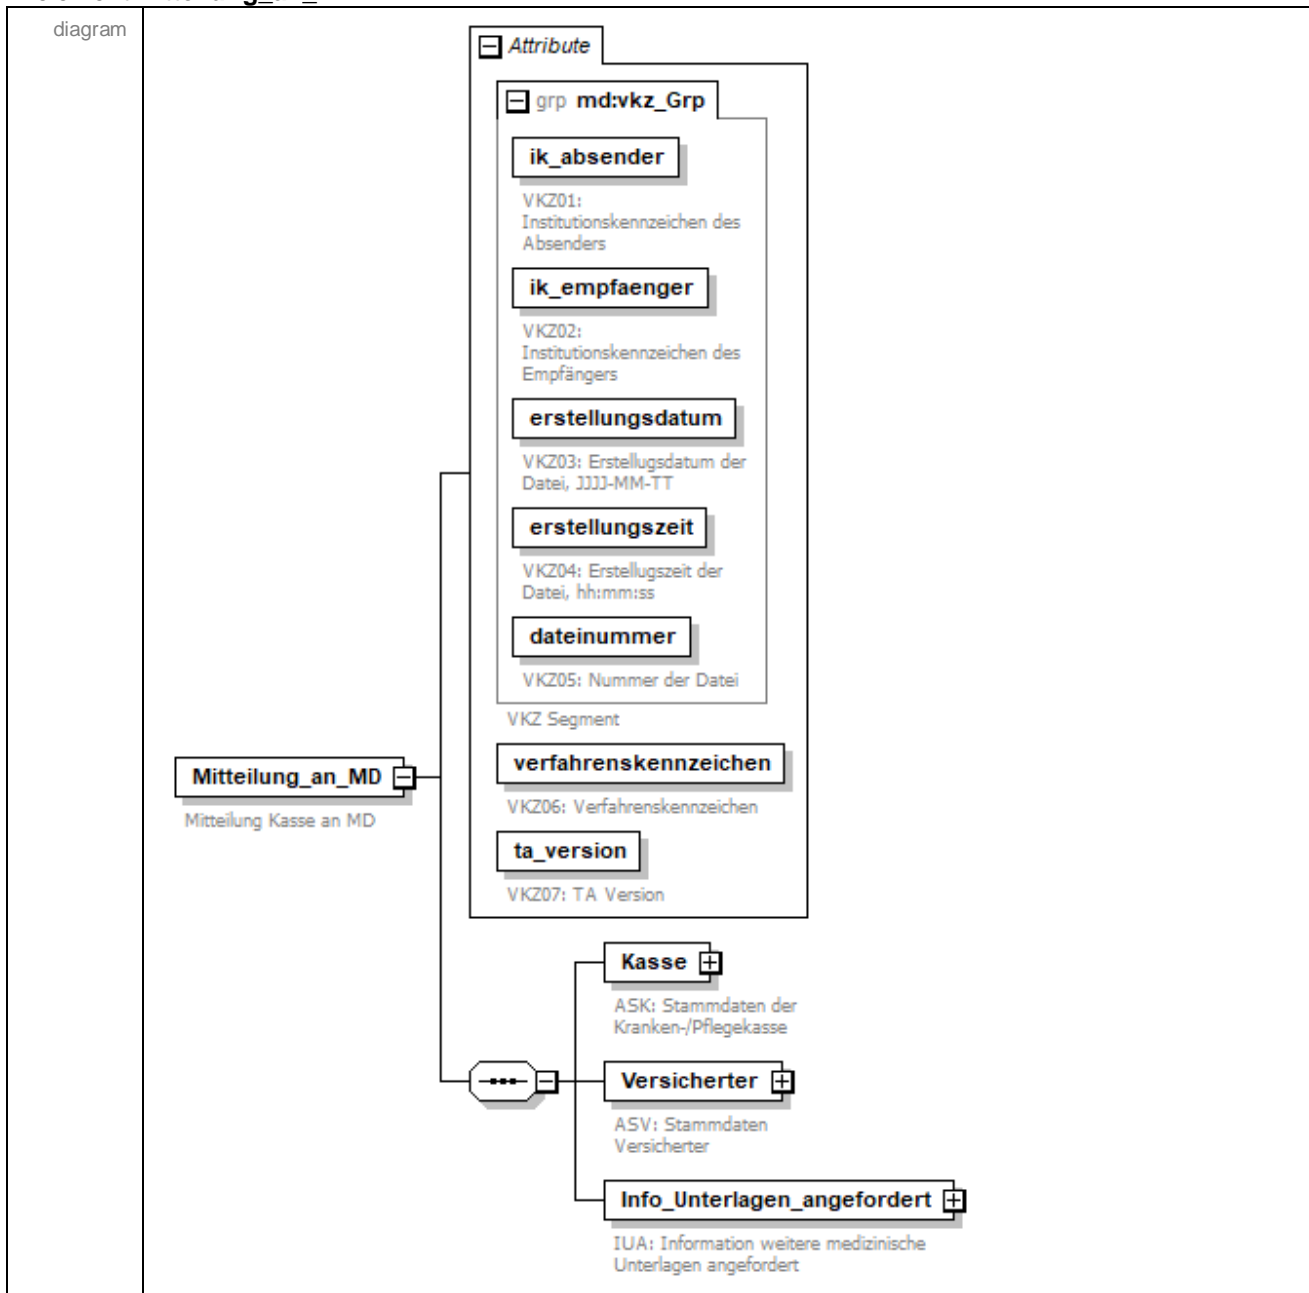 diagram
Attribute
grp md:vkz_Grp
ik_absender
VKZ01:
Institutionskennzeichen des
Absenders
ik_empfaenger
VKZ02:
Institutionskennzeichen des
Empfängers
erstellungsdatum
VKZ03: Erstellugsdatum der
Datei, JJJJ-MM-TT
erstellungszeit
VKZ04: Erstellugszeit der
Datei, hh:mm:ss
dateinummer
VKZ05: Nummer der Datei
VKZ Segment
verfahrenskennzeichen
VKZ06: Verfahrenskennzeichen
ta_version
VKZ07: TA Version
Mitteilung_an_MD
Mitteilung Kasse an MD
Kasse
ASK: Stammdaten der
Kranken-/Pflegekasse
Versicherter
ASV: Stammdaten
Versicherter
Info_Unterlagen_angefordert
IUA: Information weitere medizinische
Unterlagen angefordert